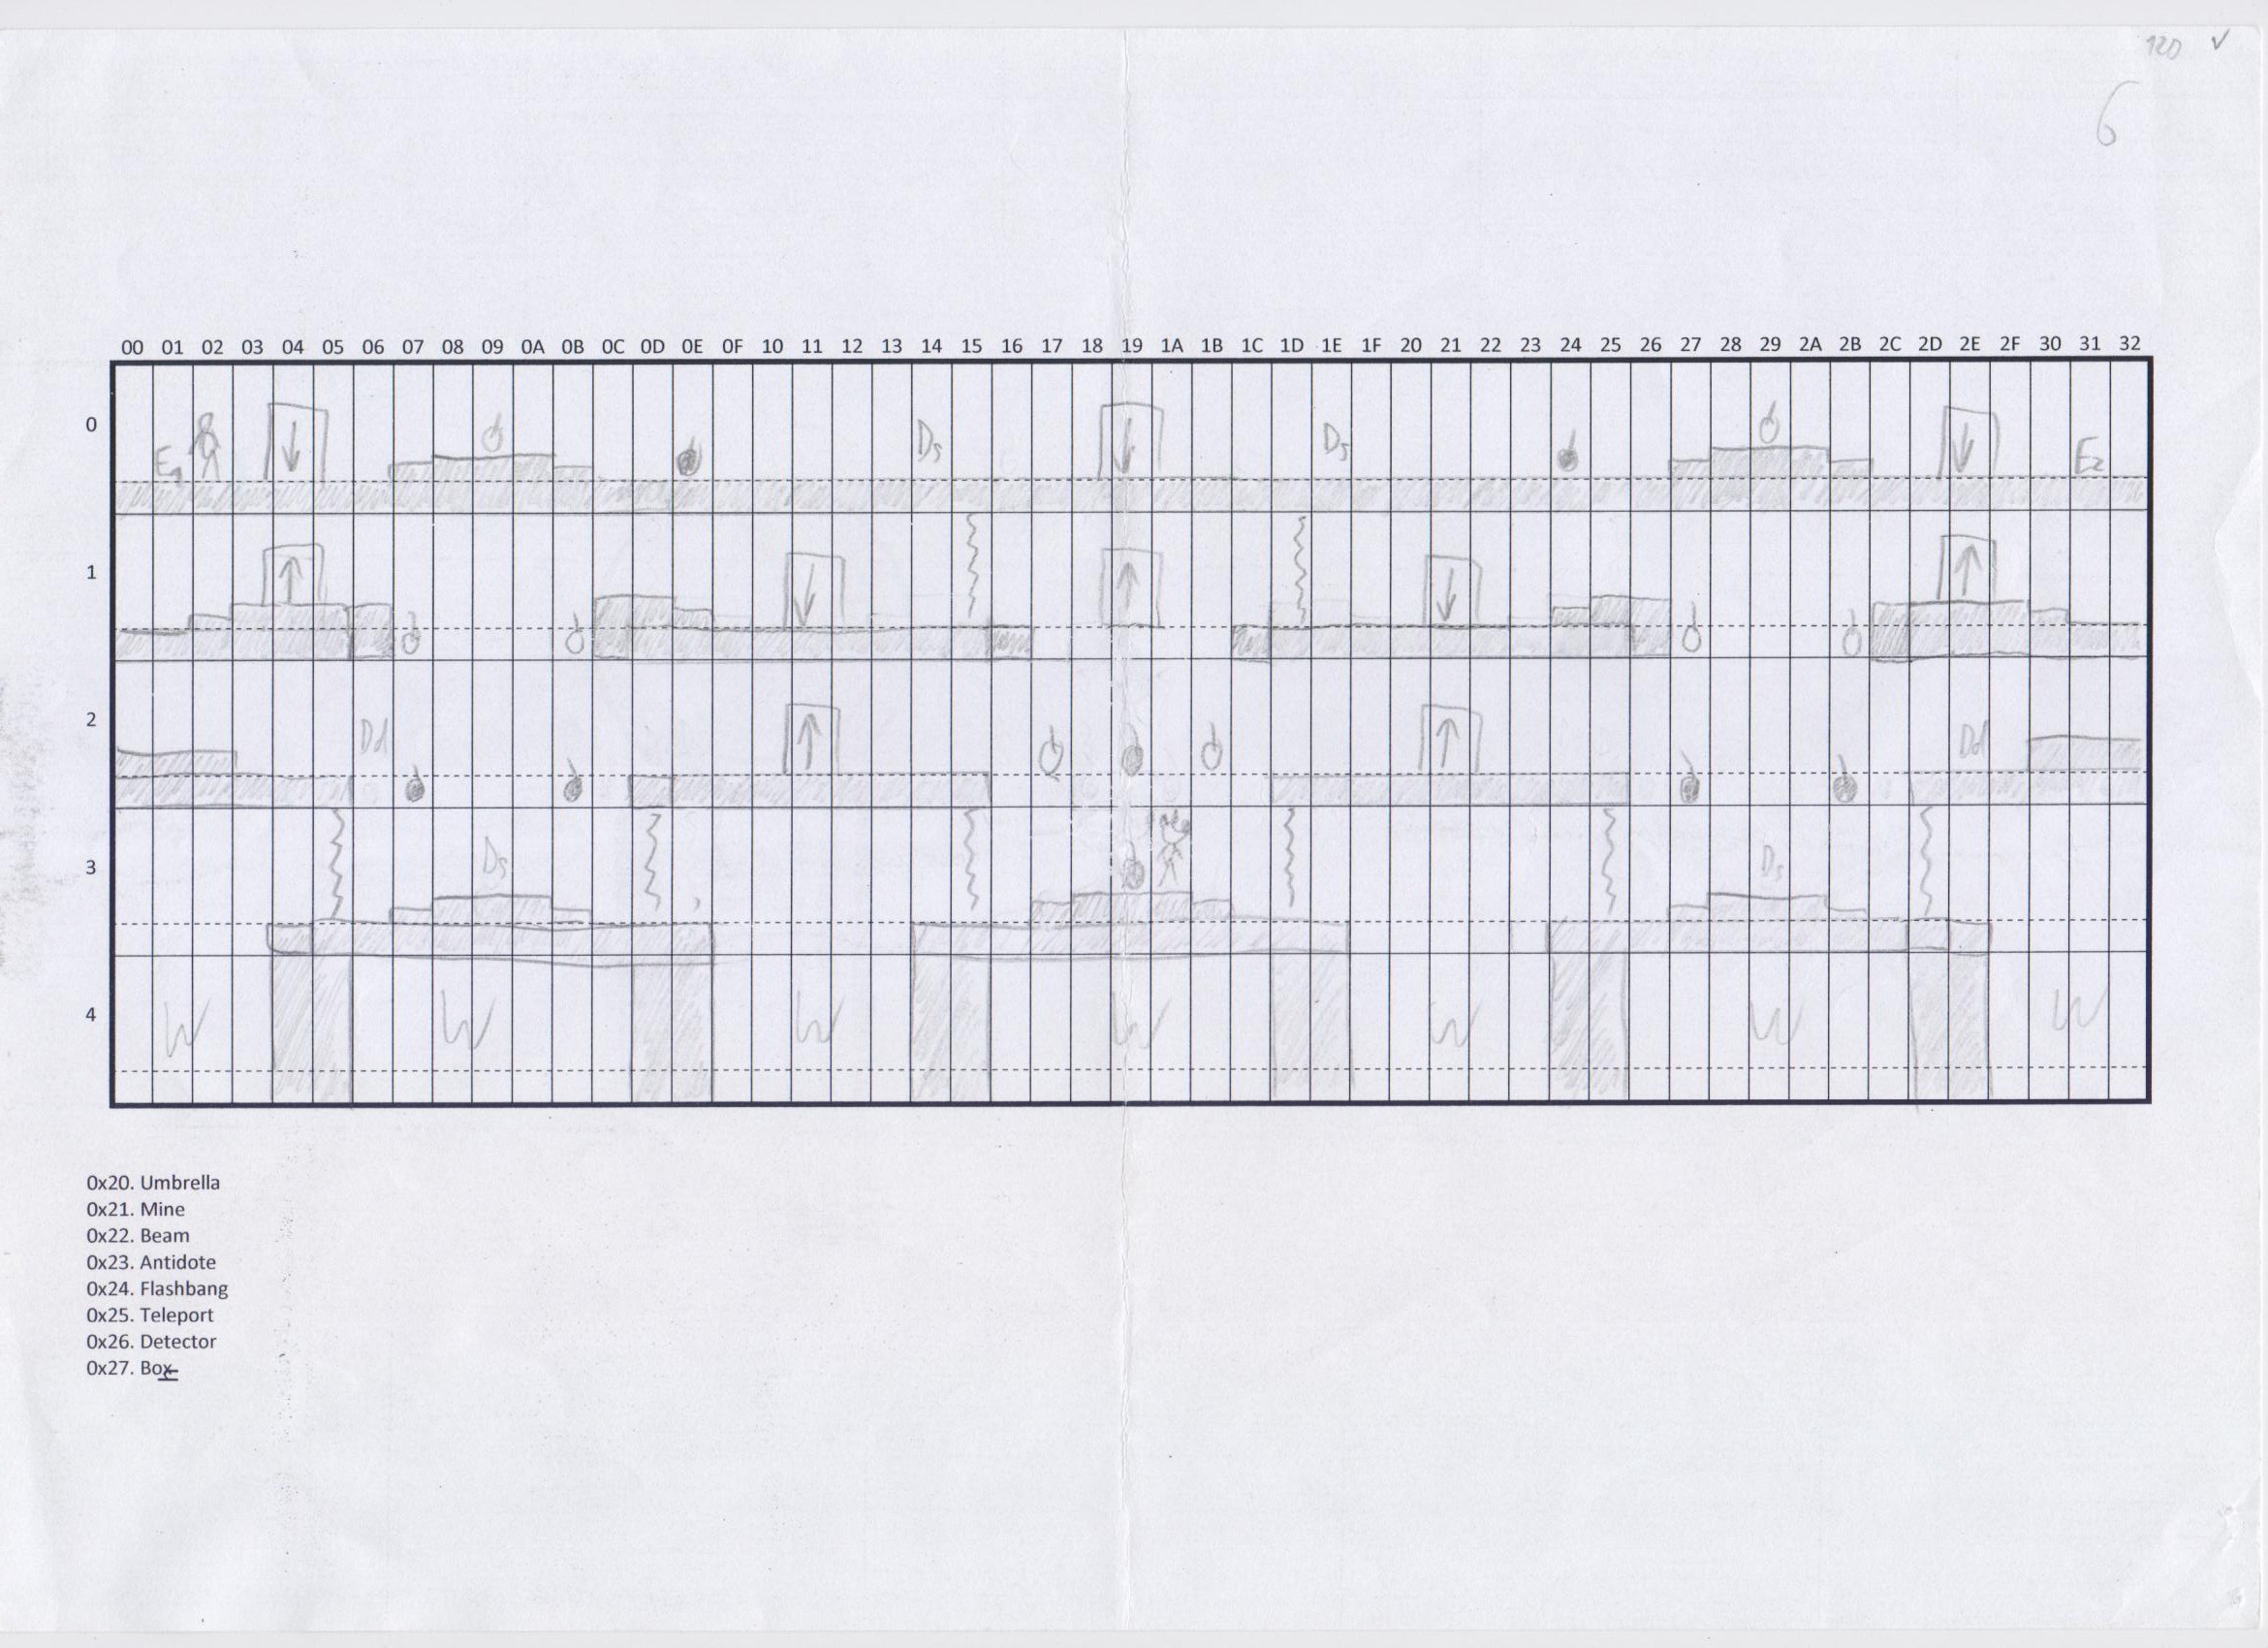 120 ✓
6
00 01 02 03 04 05 06 07 08 09 0A 0B 0C 0D 0E 0F 10 11 12 13 14 15 16 17 18 19 1A 1B 1C 1D 1E 1F 20 21 22 23 24 25 26 27 28 29 2A 2B 2C 2D 2E 2F 30 31 32
0
E1 Ds Ds E2
1
2
Dd Dd
3
Ds Ds
4
W W W W W W W
0x20. Umbrella
0x21. Mine
0x22. Beam
0x23. Antidote
0x24. Flashbang
0x25. Teleport
0x26. Detector
0x27. Box